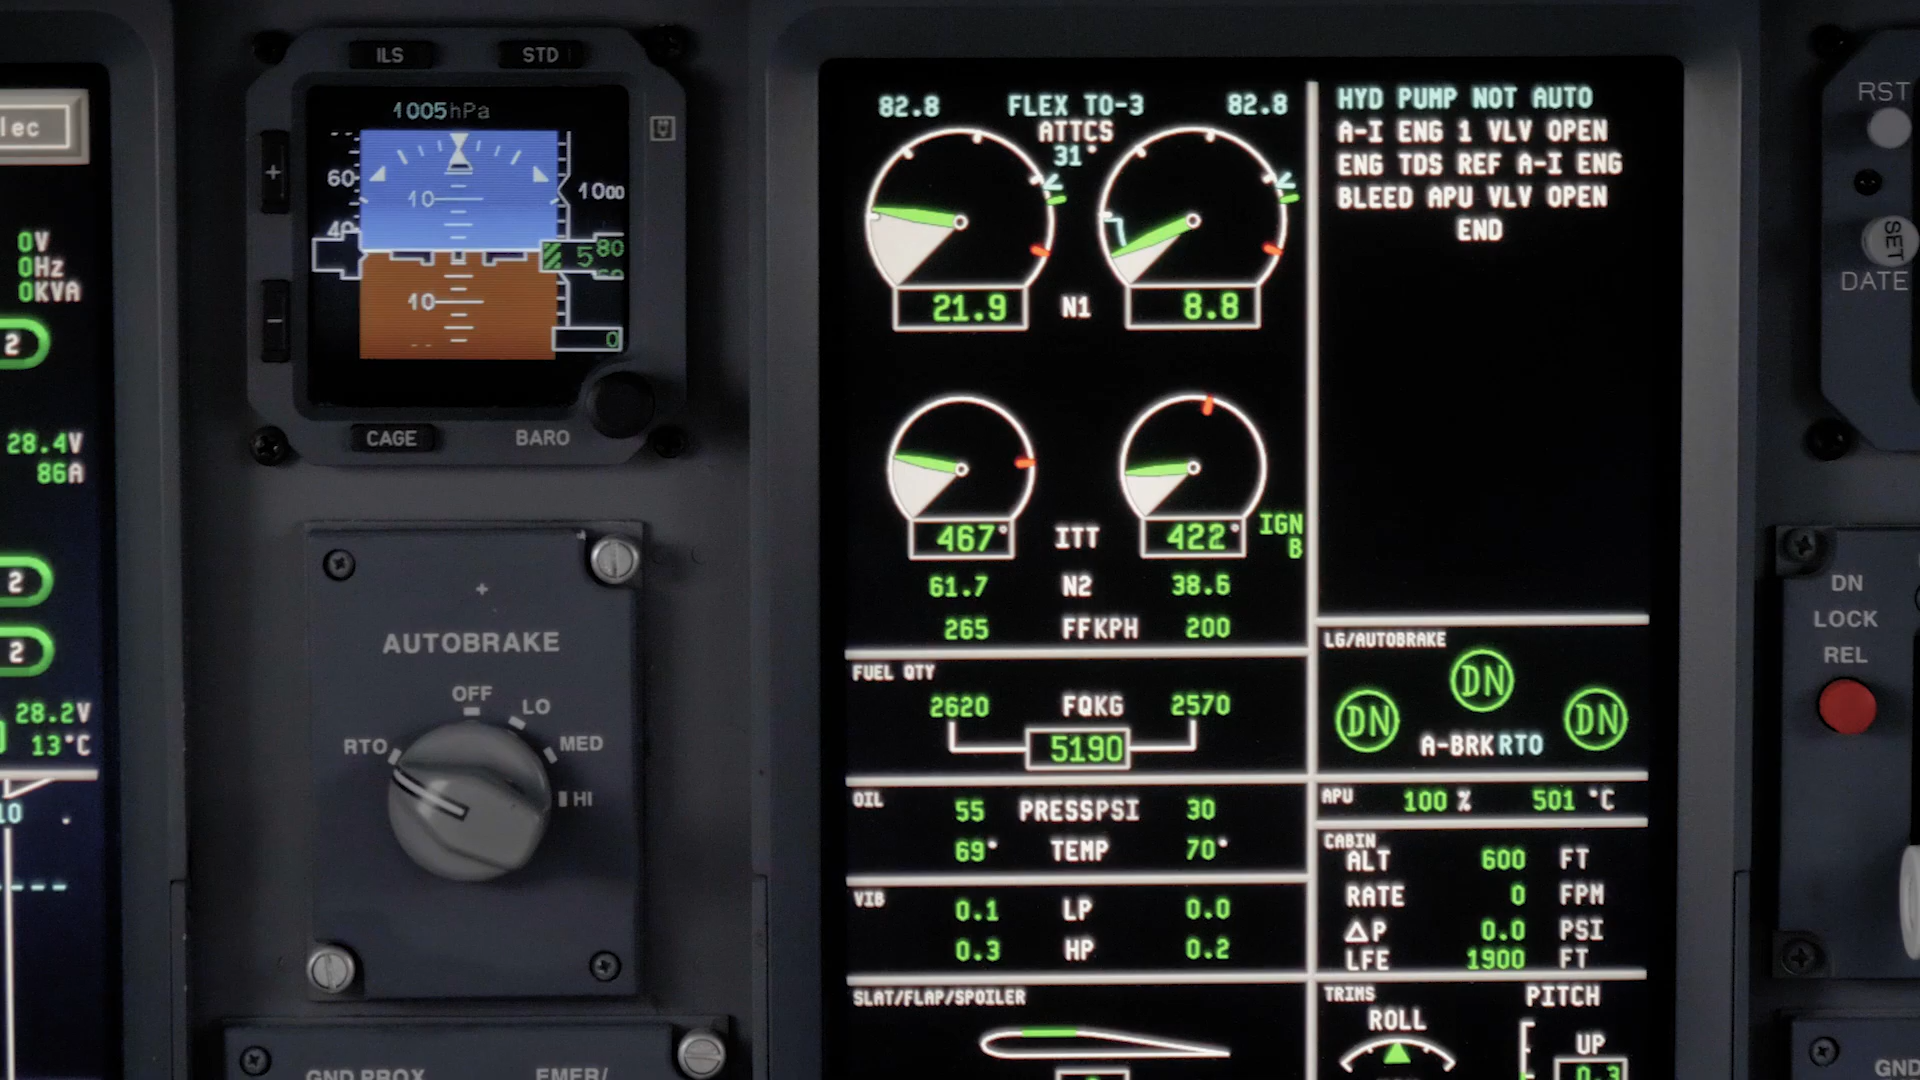 lec
0V
0Hz
0KVA
2
28.4V
86A
2
2
28.2V
13°C
10
ILS
STD
1005hPa
60
40
10
10
1000
580
0
+
-
CAGE
BARO
+
AUTOBRAKE
OFF
LO
RTO
MED
HI
GND PROX
EMER/
82.8 FLEX TO-3 82.8
ATTCS
31°
21.9 N1 8.8
467° ITT 422°
IGN
B
61.7 N2 38.6
265 FFKPH 200
FUEL QTY
2620 FQKG 2570
5190
OIL
55 PRESSPSI 30
69° TEMP 70°
VIB
0.1 LP 0.0
0.3 HP 0.2
SLAT/FLAP/SPOILER
HYD PUMP NOT AUTO
A-I ENG 1 VLV OPEN
ENG TDS REF A-I ENG
BLEED APU VLV OPEN
END
LG/AUTOBRAKE
DN
DN
DN
A-BRK RTO
APU 100 % 501 °C
CABIN
ALT 600 FT
RATE 0 FPM
△P 0.0 PSI
LFE 1900 FT
TRIMS
PITCH
ROLL
UP
0.3
RST
SET
DATE
DN
LOCK
REL
GND